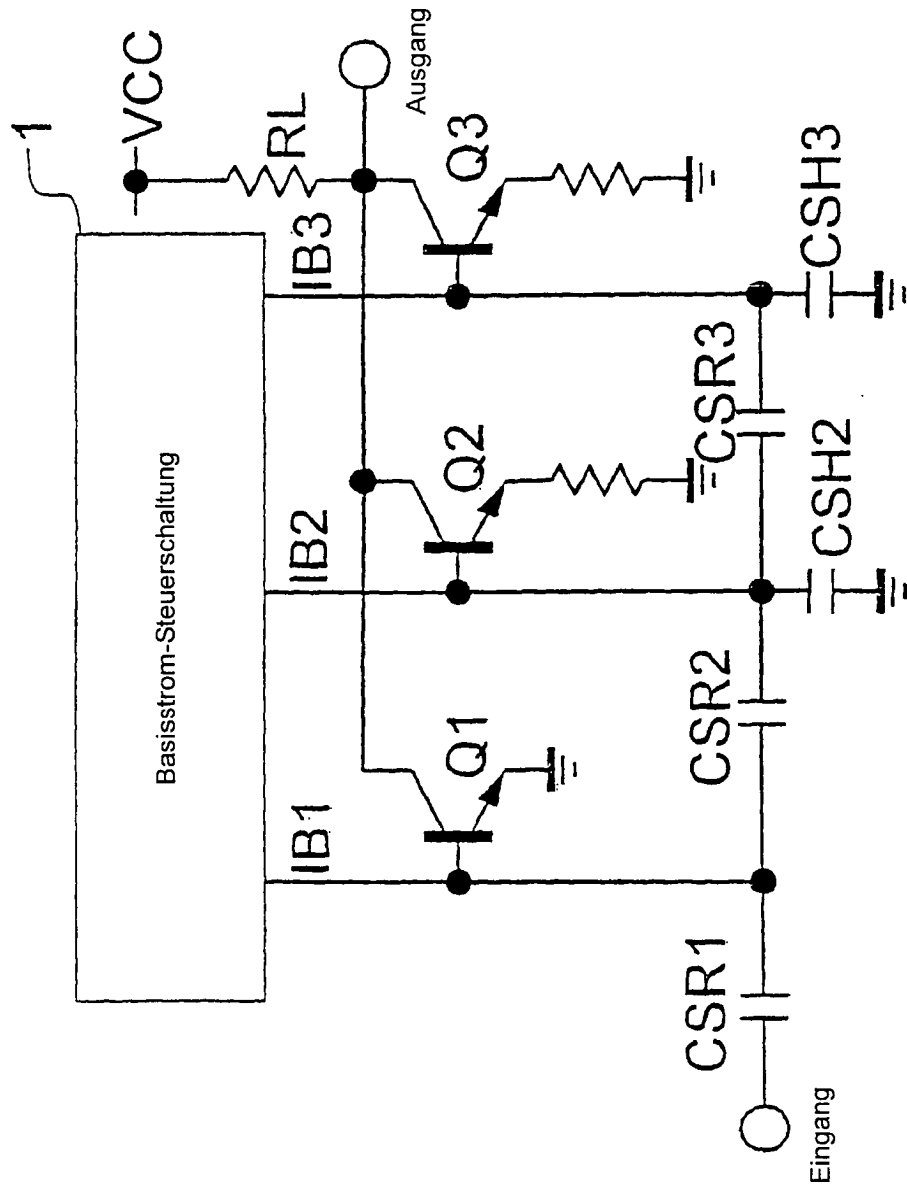 1
VCC
RL
Ausgang
Basisstrom-Steuerschaltung
IB1
IB2
IB3
Q1
Q2
Q3
CSR1
CSR2
CSR3
CSH2
CSH3
Eingang